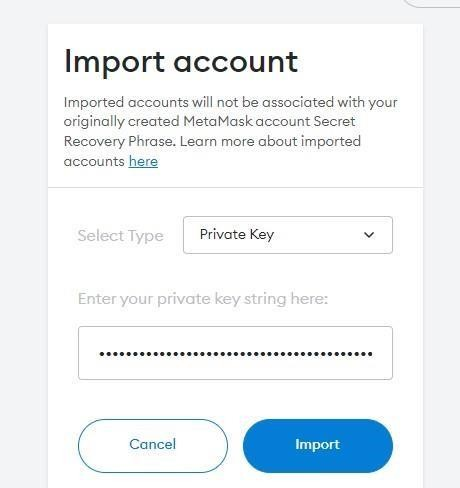 Import account
Imported accounts will not be associated with your
originally created MetaMask account Secret
Recovery Phrase. Learn more about imported
accounts here
Select Type
Private Key
Enter your private key string here:
••••••••••••••••••••••••••••••••••••••••••
Cancel
Import